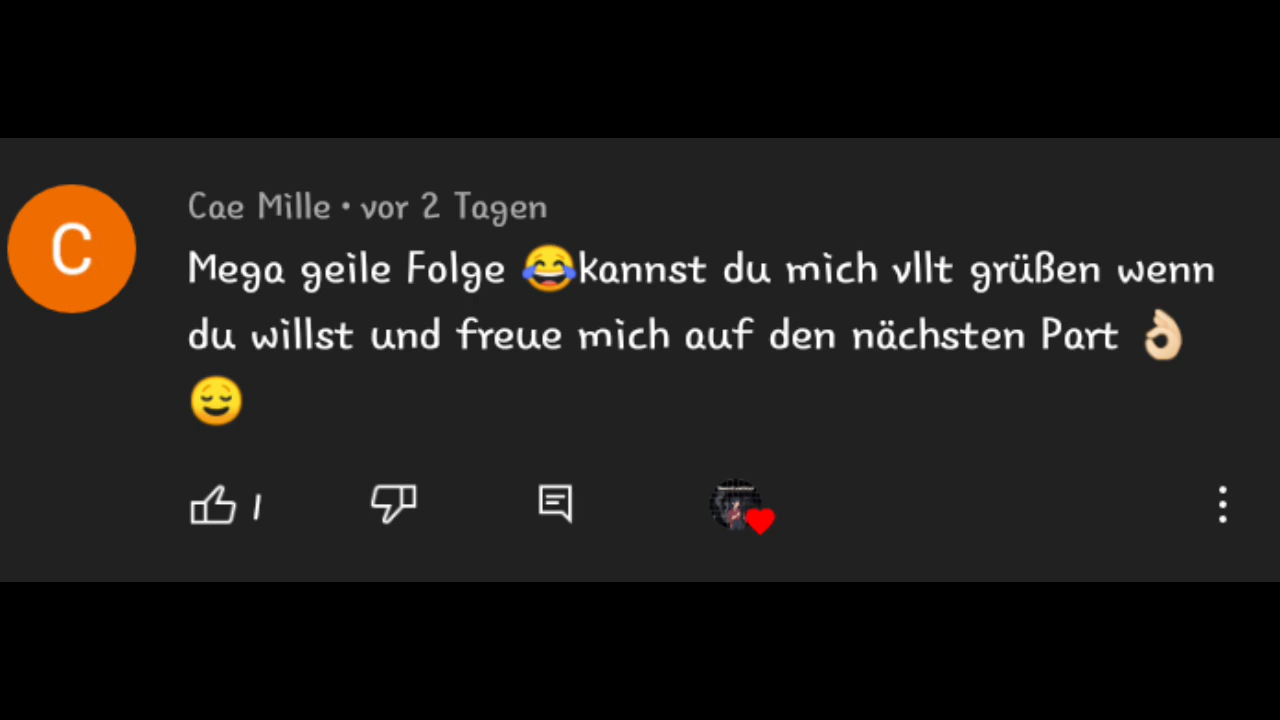 C
Cae Mille • vor 2 Tagen
Mega geile Folge 😂kannst du mich vllt grüßen wenn
du willst und freue mich auf den nächsten Part 👌🏻
😌
1